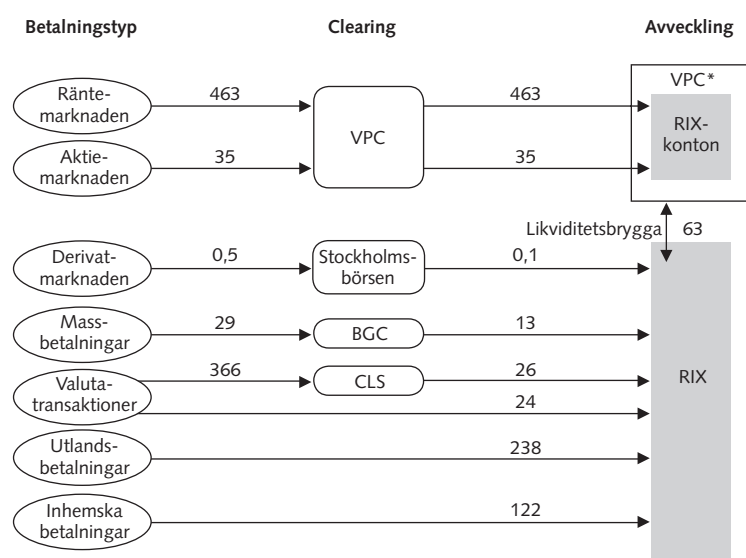 Betalningstyp Clearing Avveckling
Ränte-
marknaden
463
VPC
463
VPC*
RIX-
konton
Aktie-
marknaden
35
35
Likviditetsbrygga 63
Derivat-
marknaden
0,5
Stockholms-
börsen
0,1
RIX
Mass-
betalningar
29
BGC
13
Valuta-
transaktioner
366
CLS
26
24
Utlands-
betalningar
238
Inhemska
betalningar
122